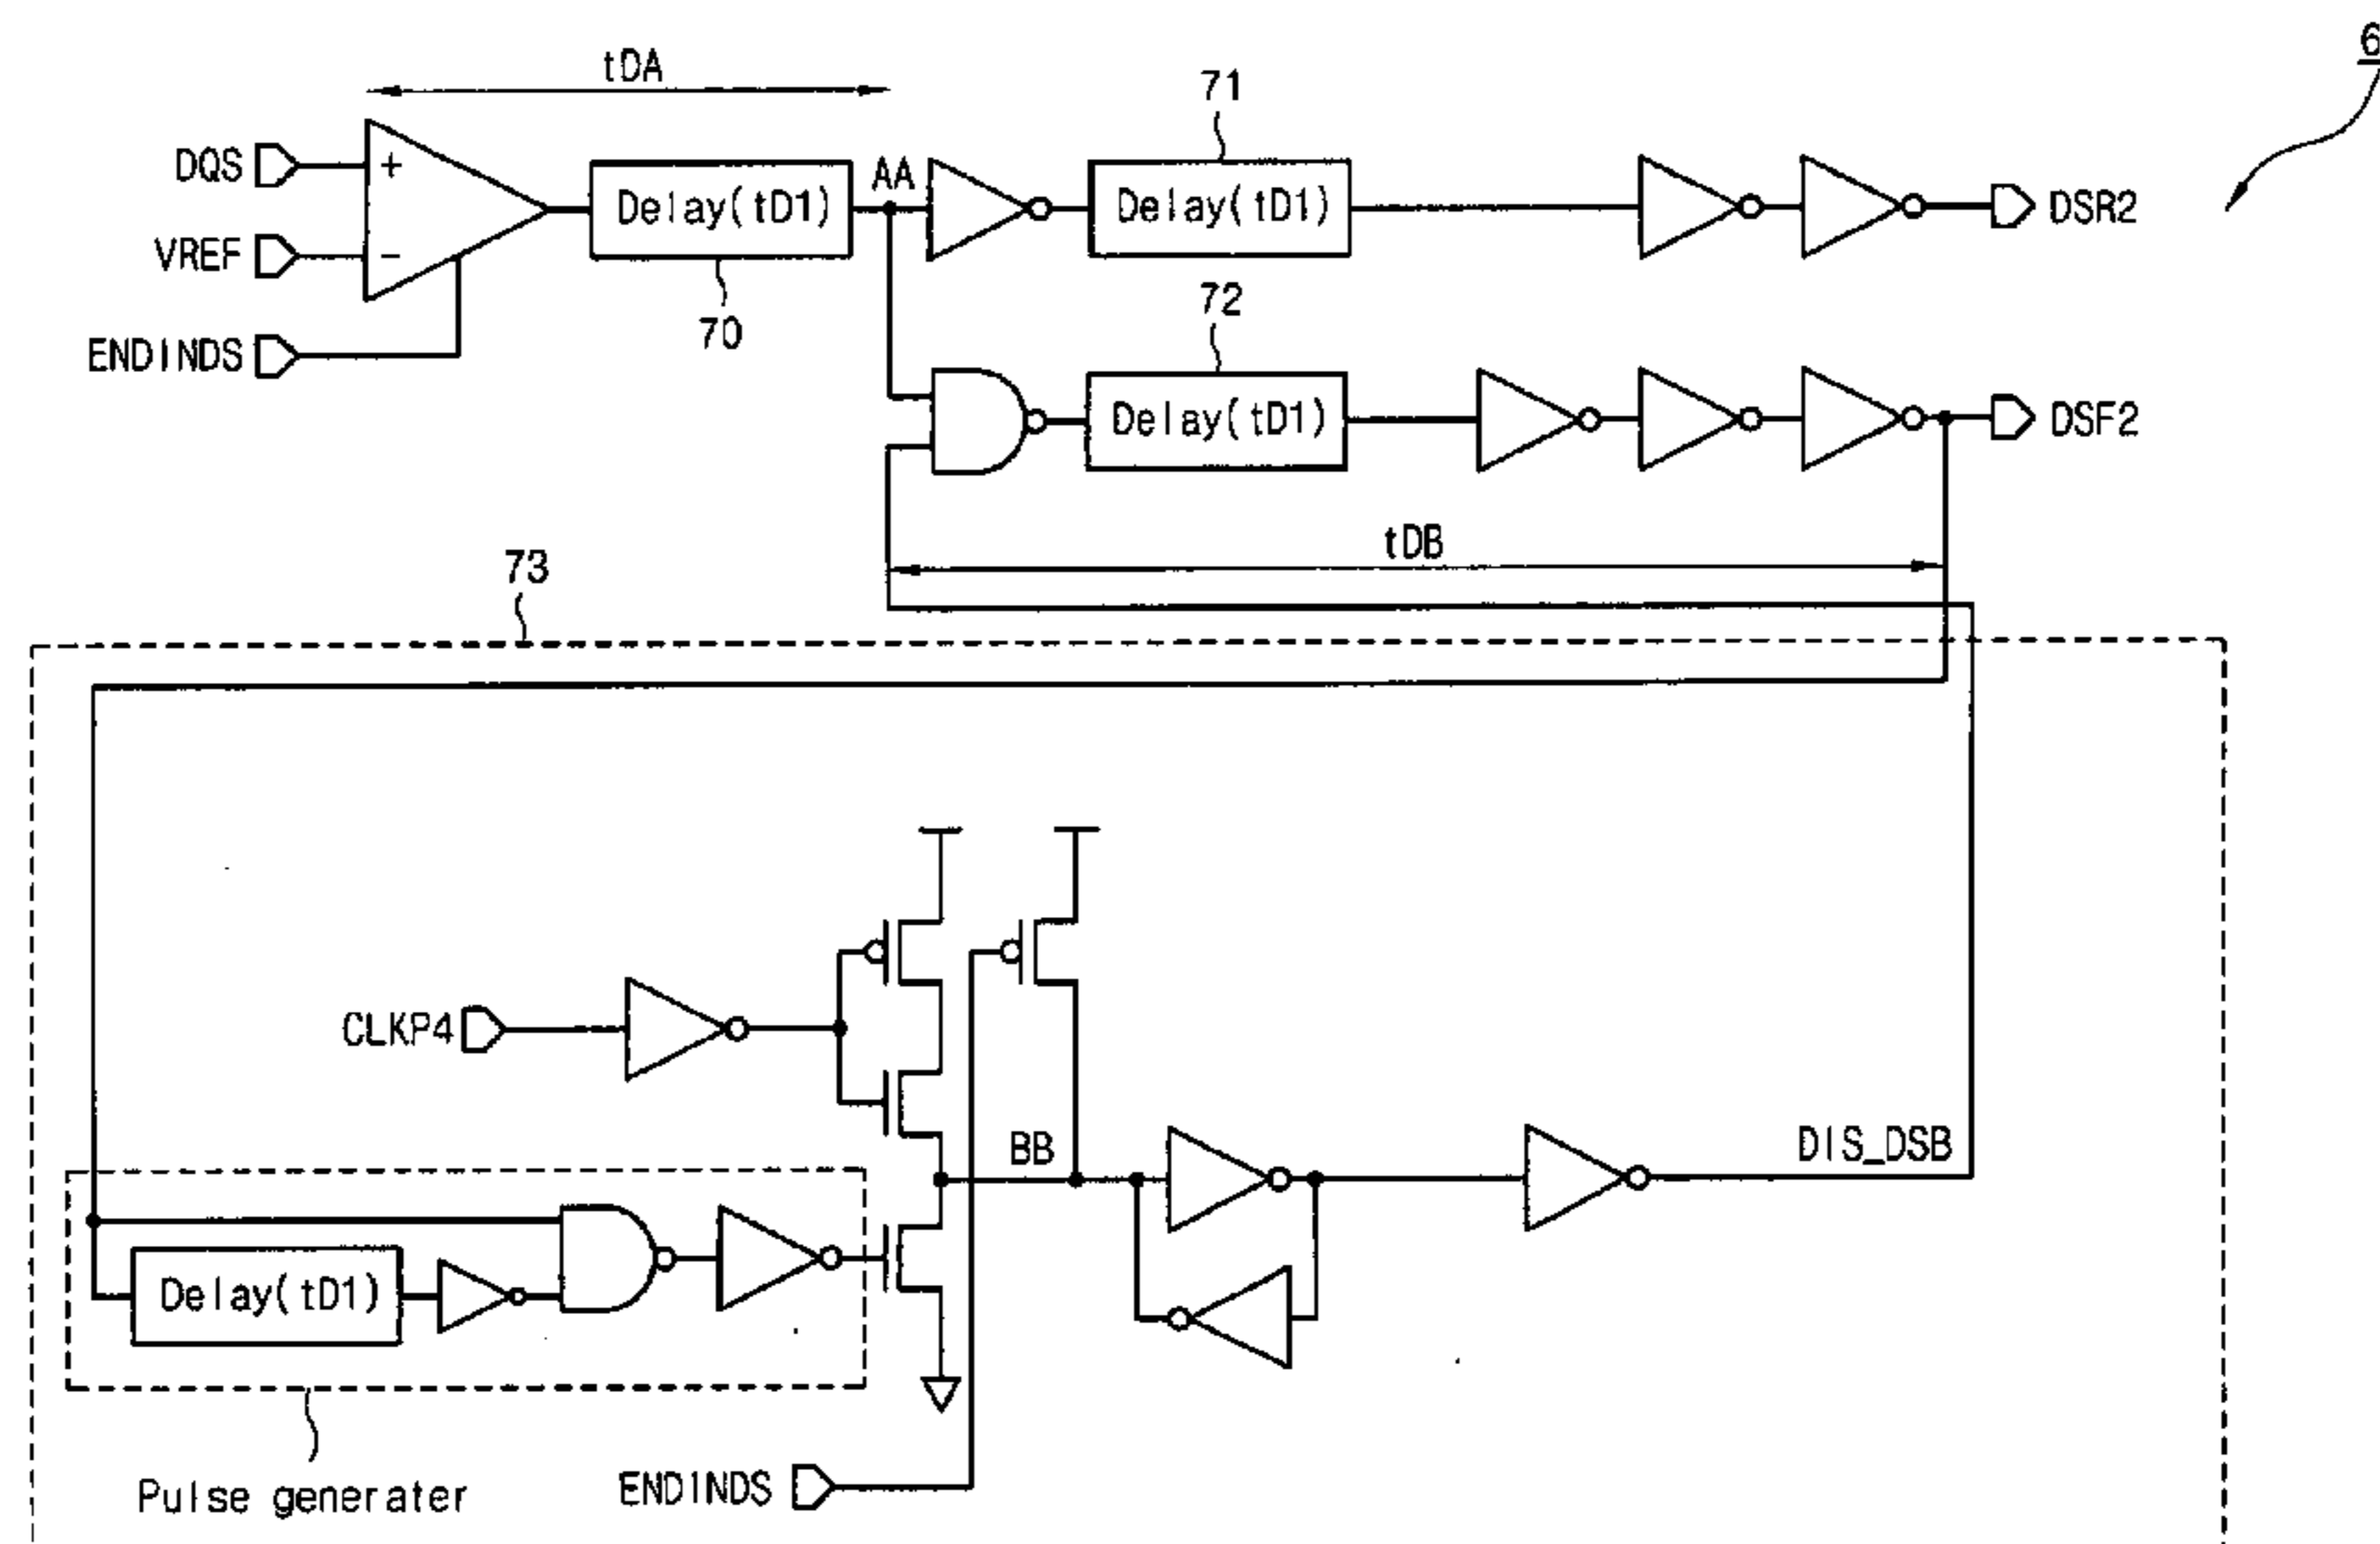 6
tDA
71
DQS
+
Delay(tD1)
AA
Delay(tD1)
DSR2
VREF
-
70
72
ENDINDS
Delay(tD1)
DSF2
tDB
73
CLKP4
BB
DIS_DSB
Delay(tD1)
Pulse generater
ENDINDS